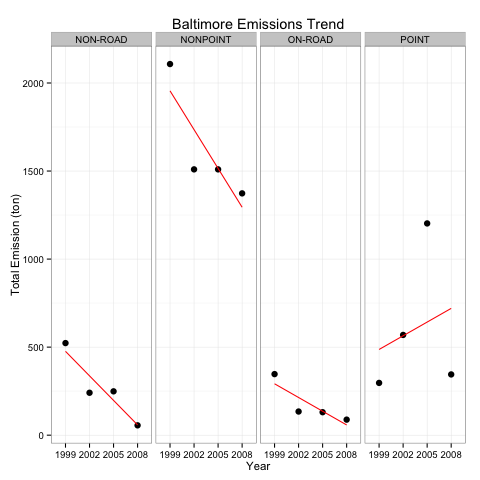 Baltimore Emissions Trend
NON-ROAD NONPOINT ON-ROAD POINT
Total Emission (ton)
2000
1500
1000
500
0
1999 2002 2005 2008 1999 2002 2005 2008 1999 2002 2005 2008 1999 2002 2005 2008
Year